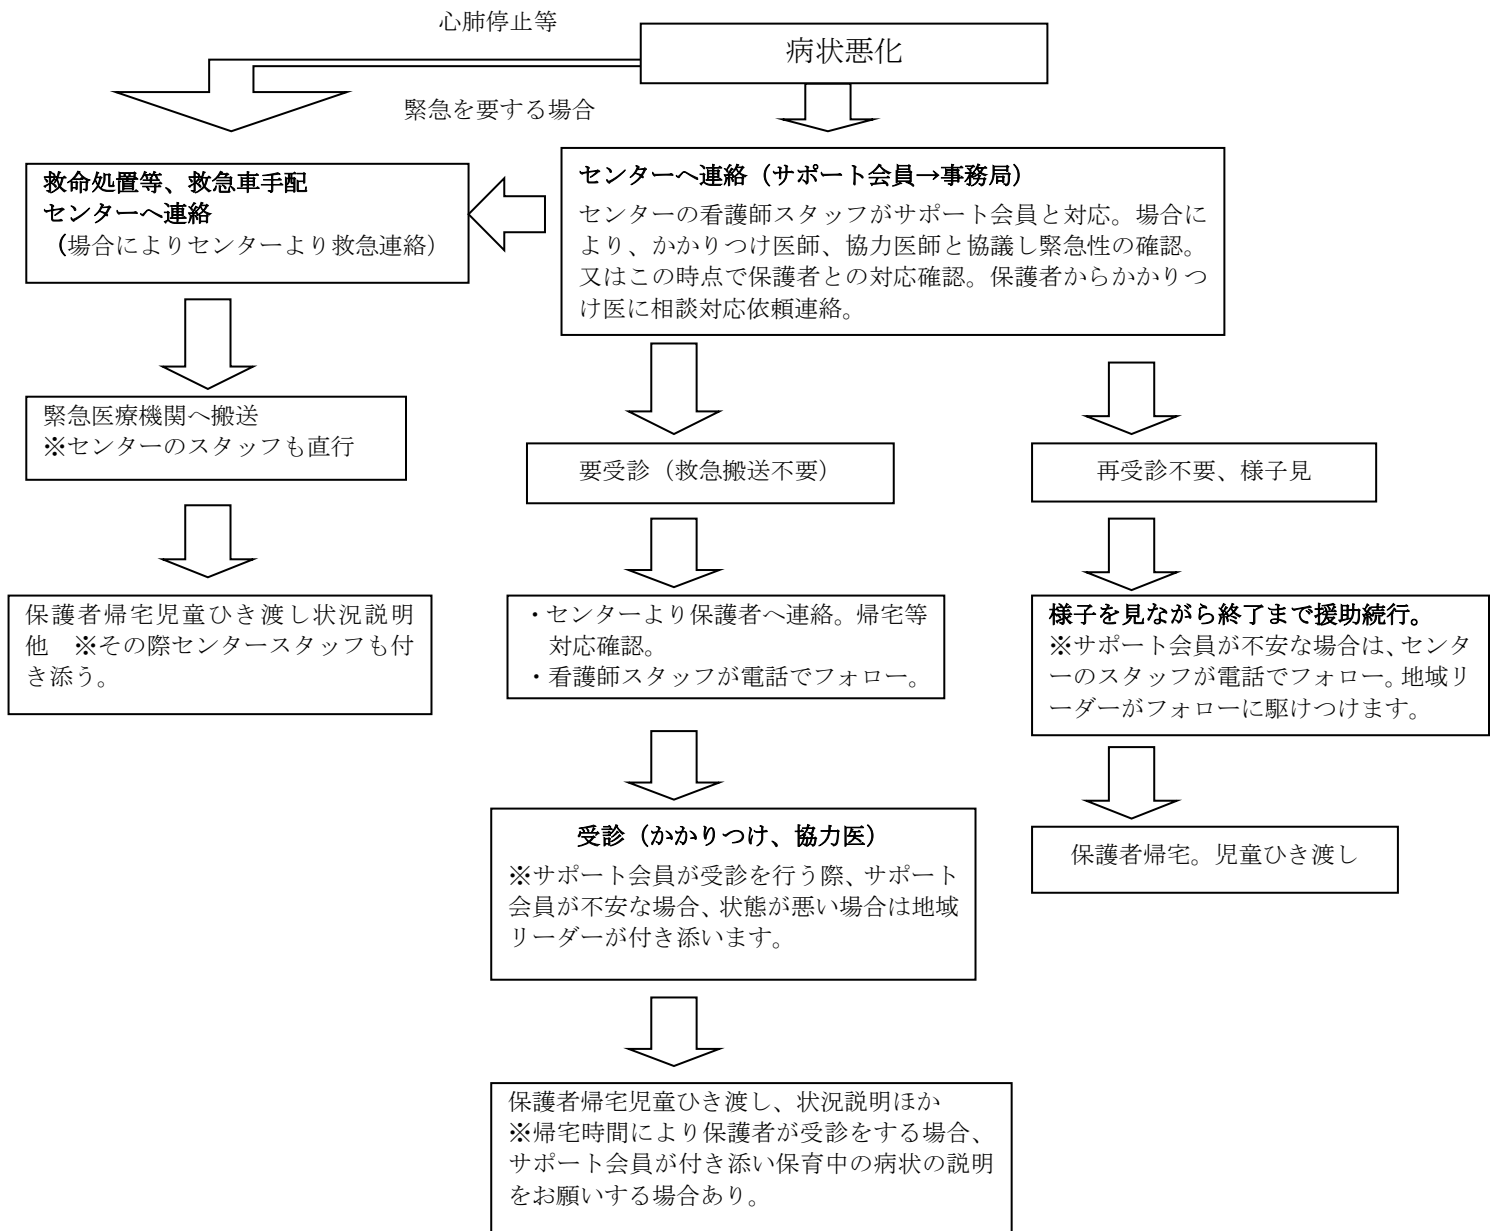 心肺停止等
病状悪化
緊急を要する場合
救命処置等、救急車手配
センターへ連絡
（場合によりセンターより救急連絡）
センターへ連絡（サポート会員→事務局）
センターの看護師スタッフがサポート会員と対応。場合に
より、かかりつけ医師、協力医師と協議し緊急性の確認。
又はこの時点で保護者との対応確認。保護者からかかりつ
け医に相談対応依頼連絡。
緊急医療機関へ搬送
※センターのスタッフも直行
要受診（救急搬送不要）
再受診不要、様子見
保護者帰宅児童ひき渡し状況説明
他　※その際センタースタッフも付
き添う。
・センターより保護者へ連絡。帰宅等
対応確認。
・看護師スタッフが電話でフォロー。
様子を見ながら終了まで援助続行。
※サポート会員が不安な場合は、センタ
ーのスタッフが電話でフォロー。地域リ
ーダーがフォローに駆けつけます。
受診（かかりつけ、協力医）
※サポート会員が受診を行う際、サポート
会員が不安な場合、状態が悪い場合は地域
リーダーが付き添います。
保護者帰宅。児童ひき渡し
保護者帰宅児童ひき渡し、状況説明ほか
※帰宅時間により保護者が受診をする場合、
サポート会員が付き添い保育中の病状の説明
をお願いする場合あり。